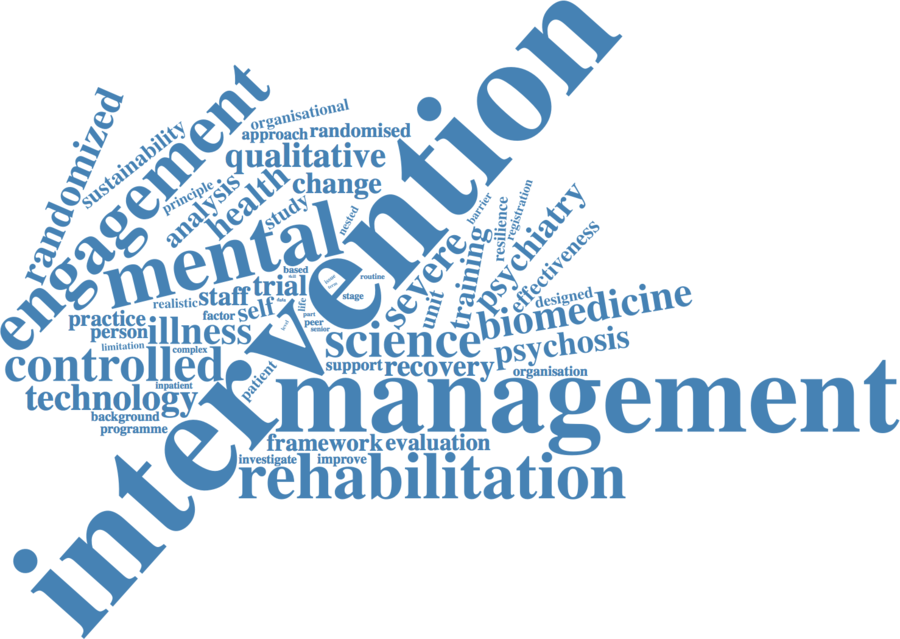 intervention
randomized
sustainability
engagement
organisational
approach
randomised
qualitative
principle
analysis
health
change
study
nested
mental
barrier
registration
resilience
psychiatry
effectiveness
severe
training
unit
based
routine
trial
stage
realistic
staff
self
life
factor
part
peer
senior
level
designed
biomedicine
practice
person
illness
science
psychosis
limitation
complex
controlled
patient
support
recovery
organisation
inpatient
technology
management
background
programme
framework
evaluation
investigate
improve
rehabilitation